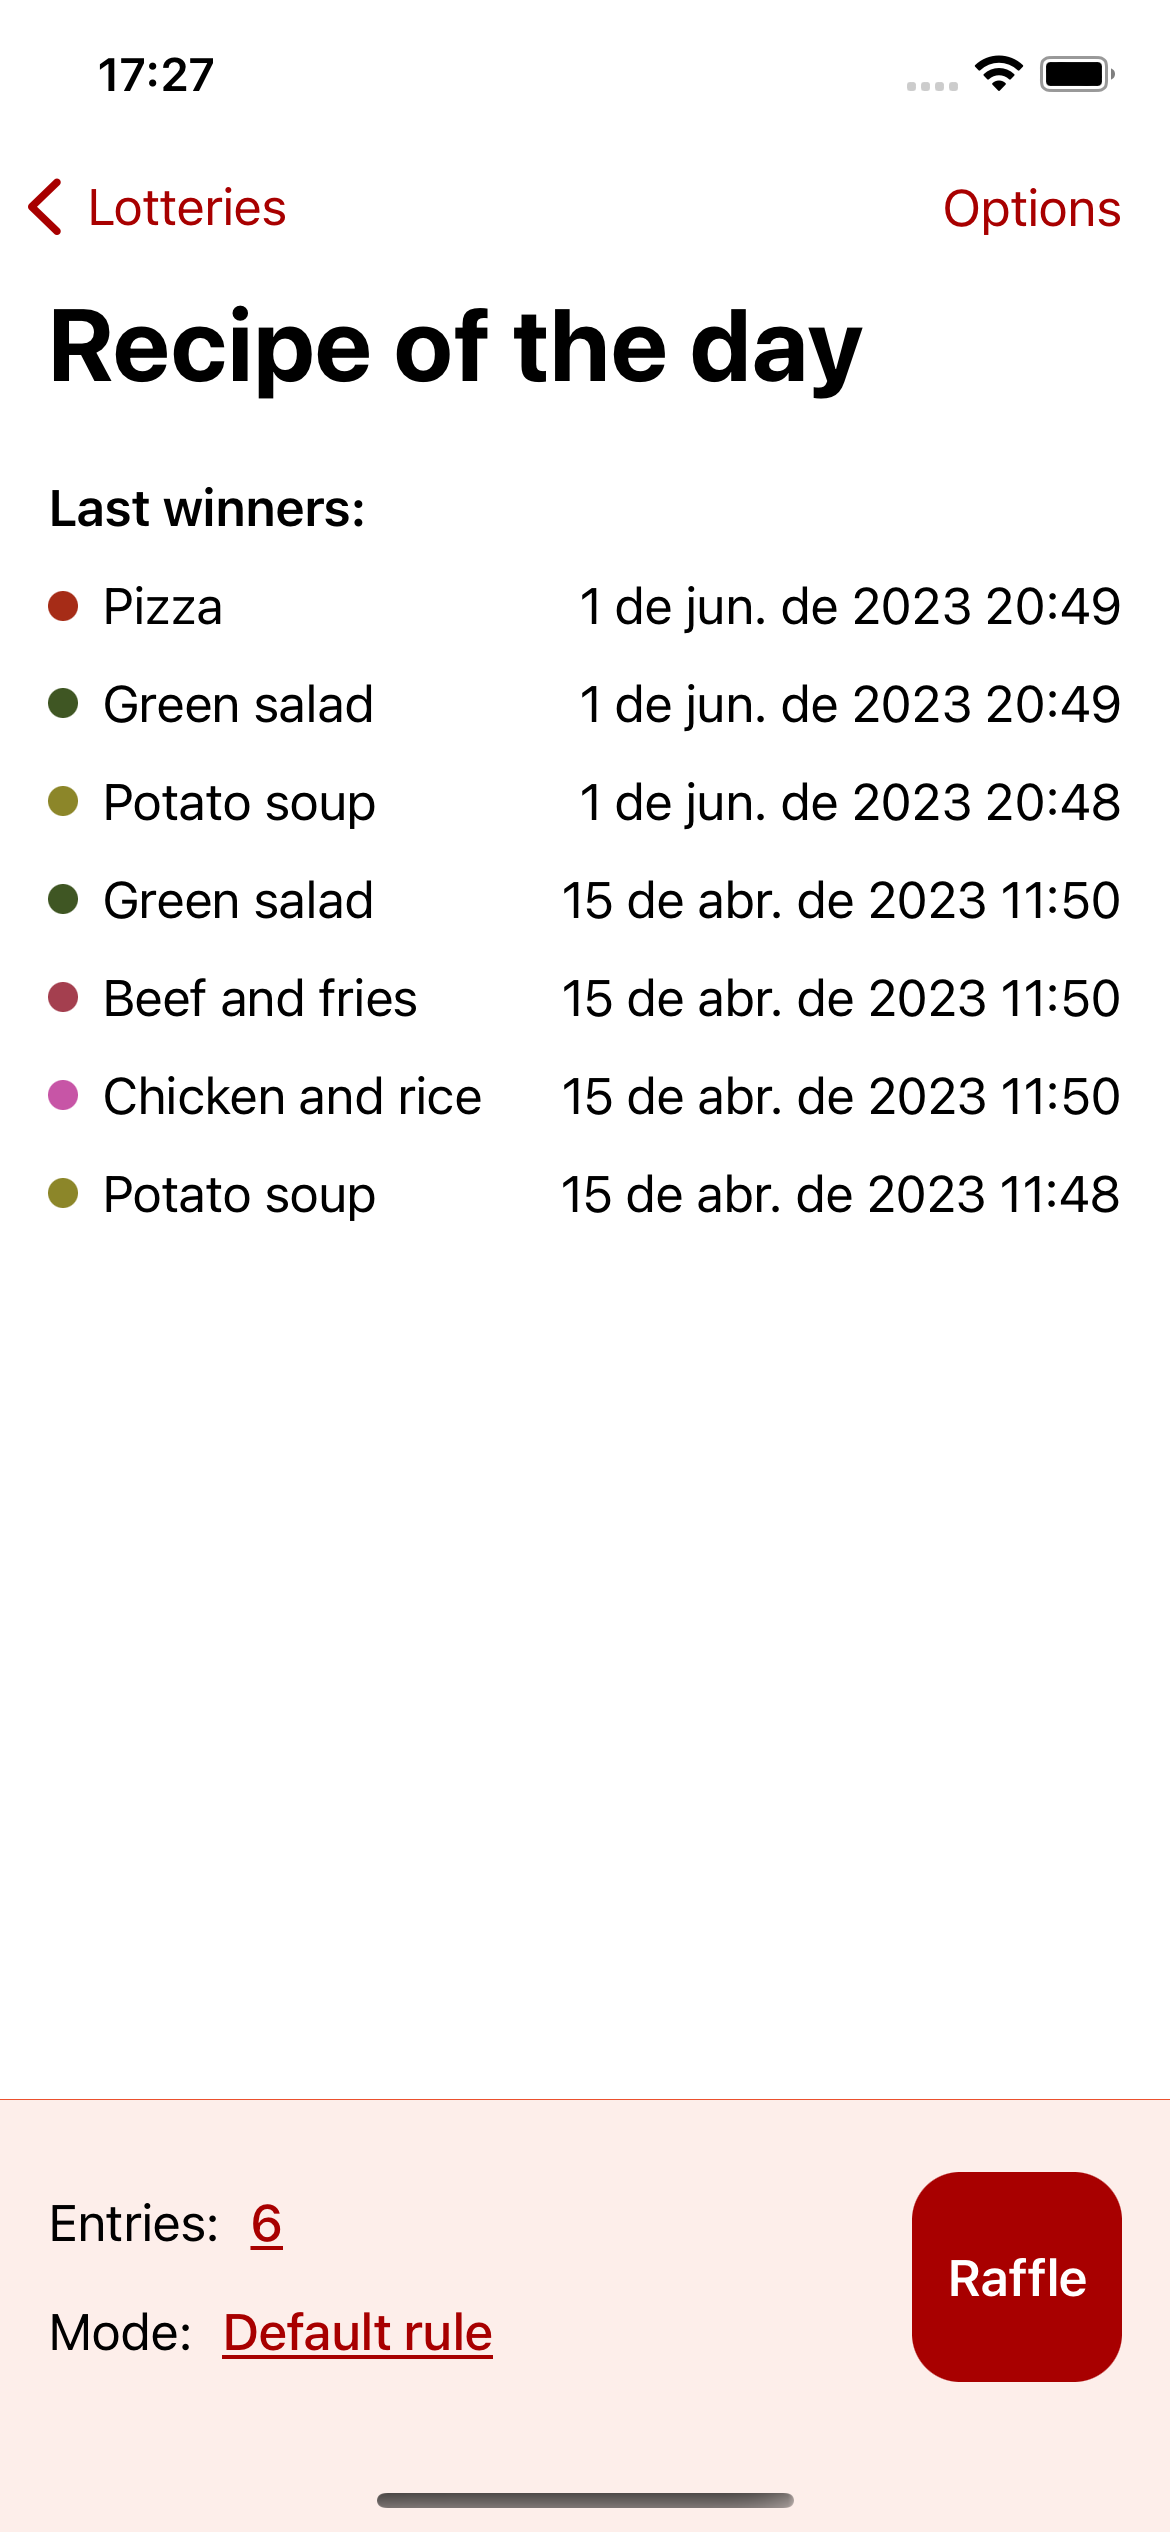 17:27
Lotteries Options
Recipe of the day
Last winners:
Pizza 1 de jun. de 2023 20:49
Green salad 1 de jun. de 2023 20:49
Potato soup 1 de jun. de 2023 20:48
Green salad 15 de abr. de 2023 11:50
Beef and fries 15 de abr. de 2023 11:50
Chicken and rice 15 de abr. de 2023 11:50
Potato soup 15 de abr. de 2023 11:48
Entries: 6
Raffle
Mode: Default rule